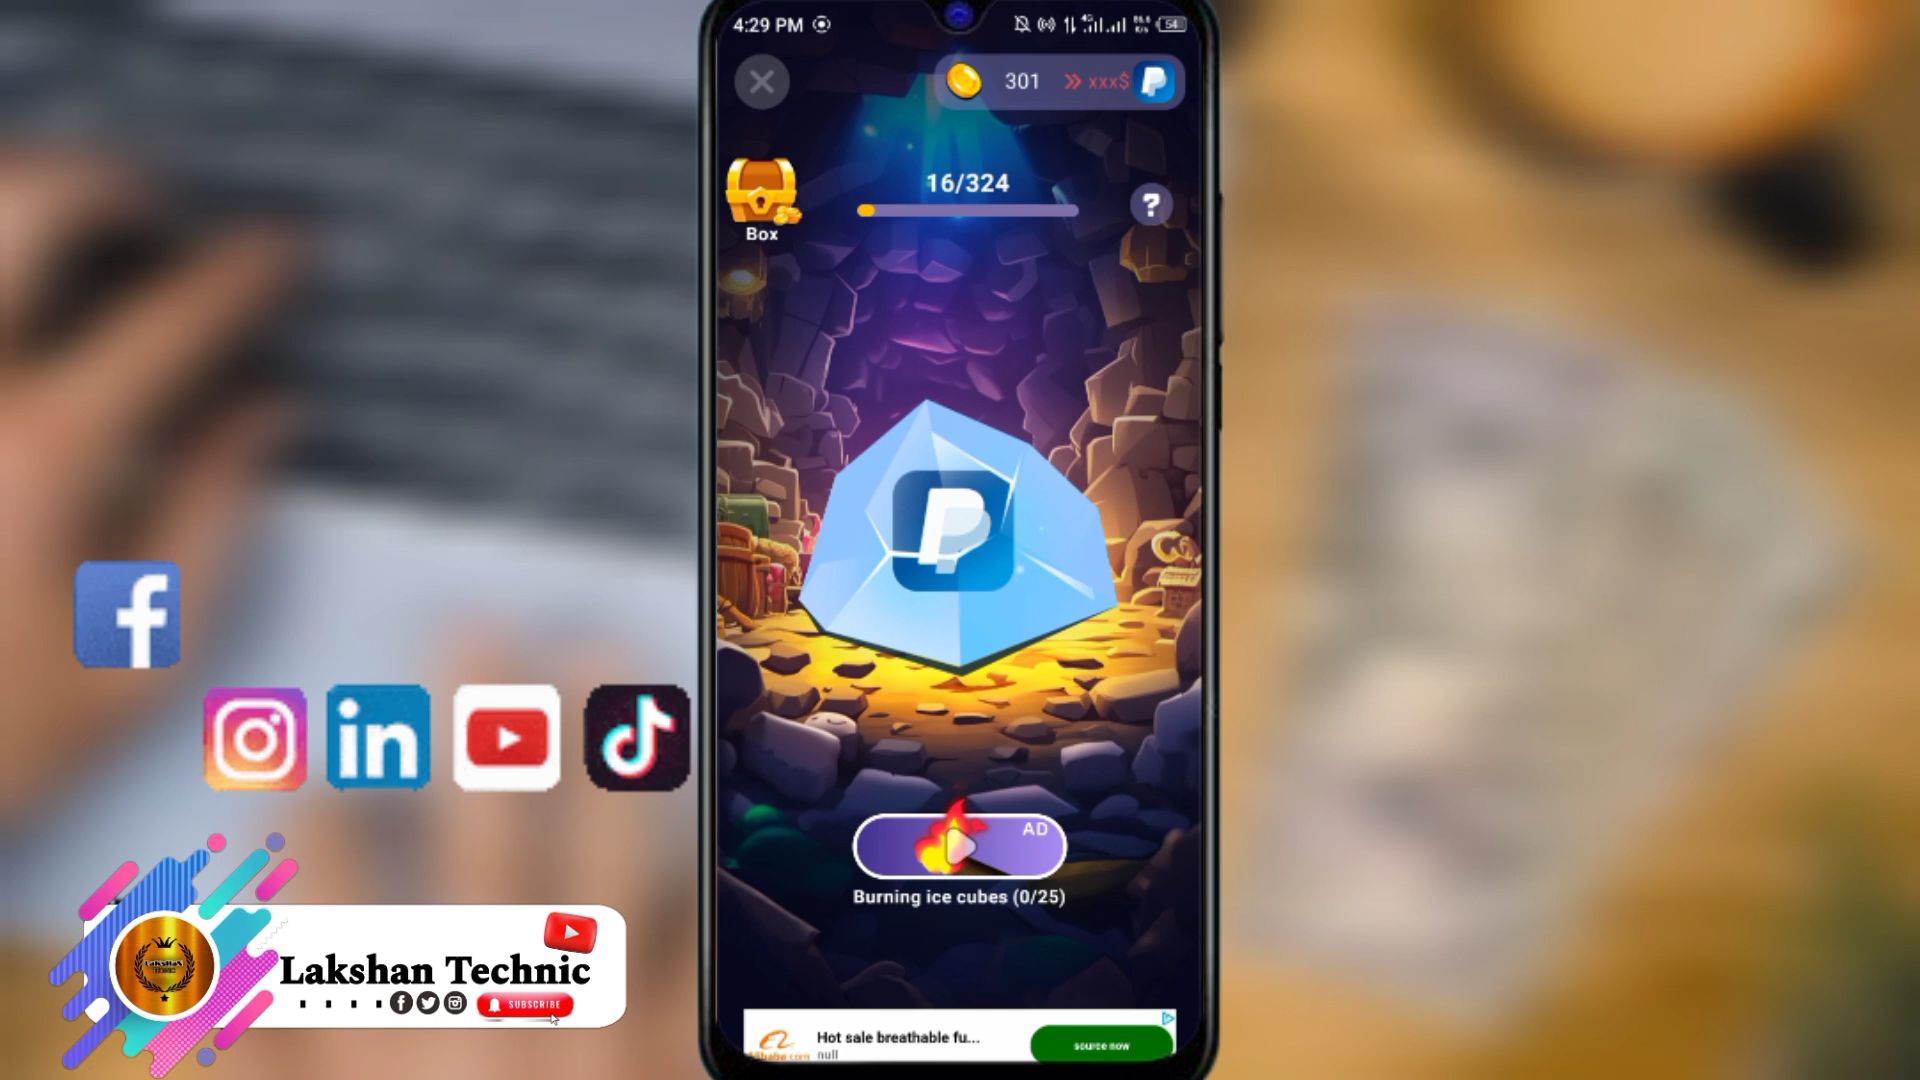 4:29 PM
54
301 xxx$
16/324
?
Box
AD
Burning ice cubes (0/25)
Lakshan Technic
SUBSCRIBE
Hot sale breathable fu...
null
source now